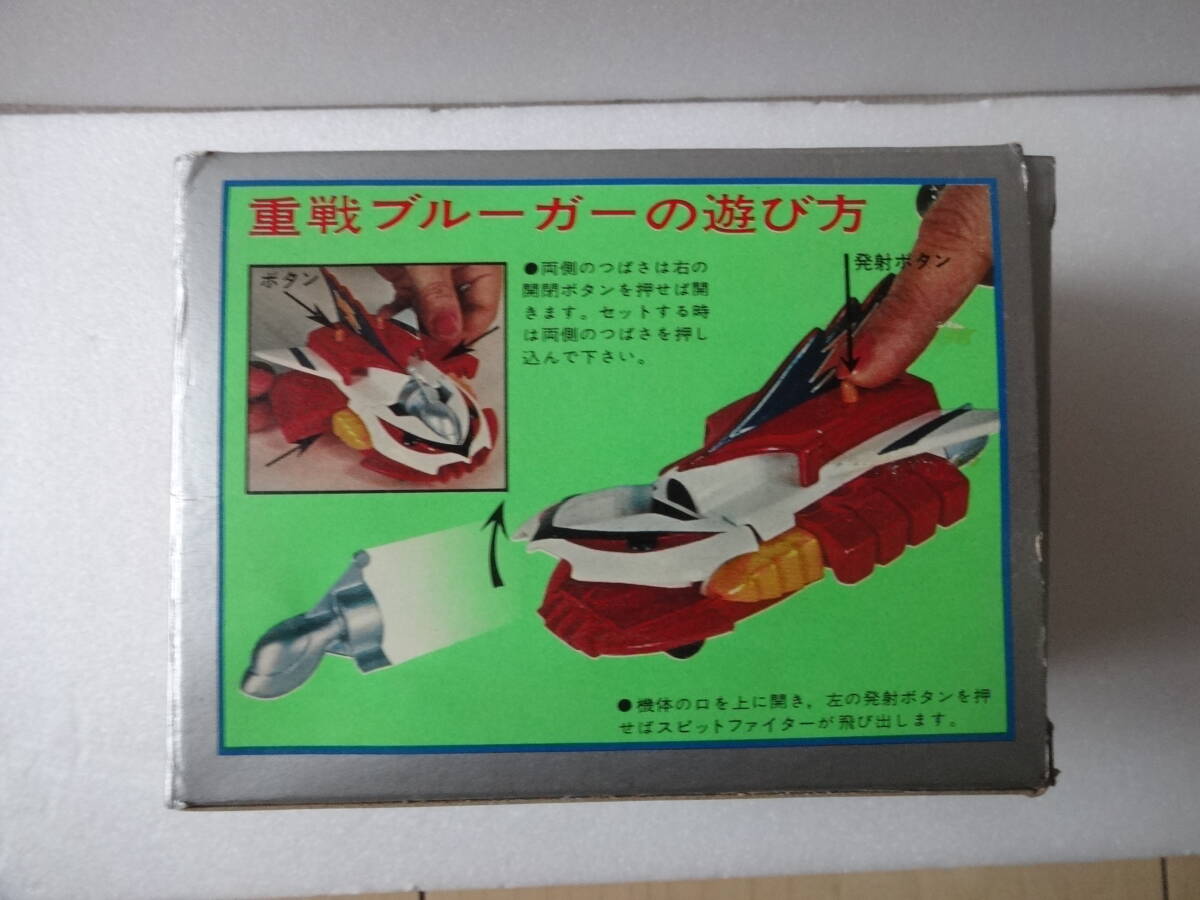 重戦ブルーガーの遊び方
ボタン
●両側のつばさは右の
開閉ボタンを押せば開
きます。セットする時
は両側のつばさを押し
込んで下さい。
発射ボタン
●機体の口を上に開き，左の発射ボタンを押
せばスピットファイターが飛び出します。